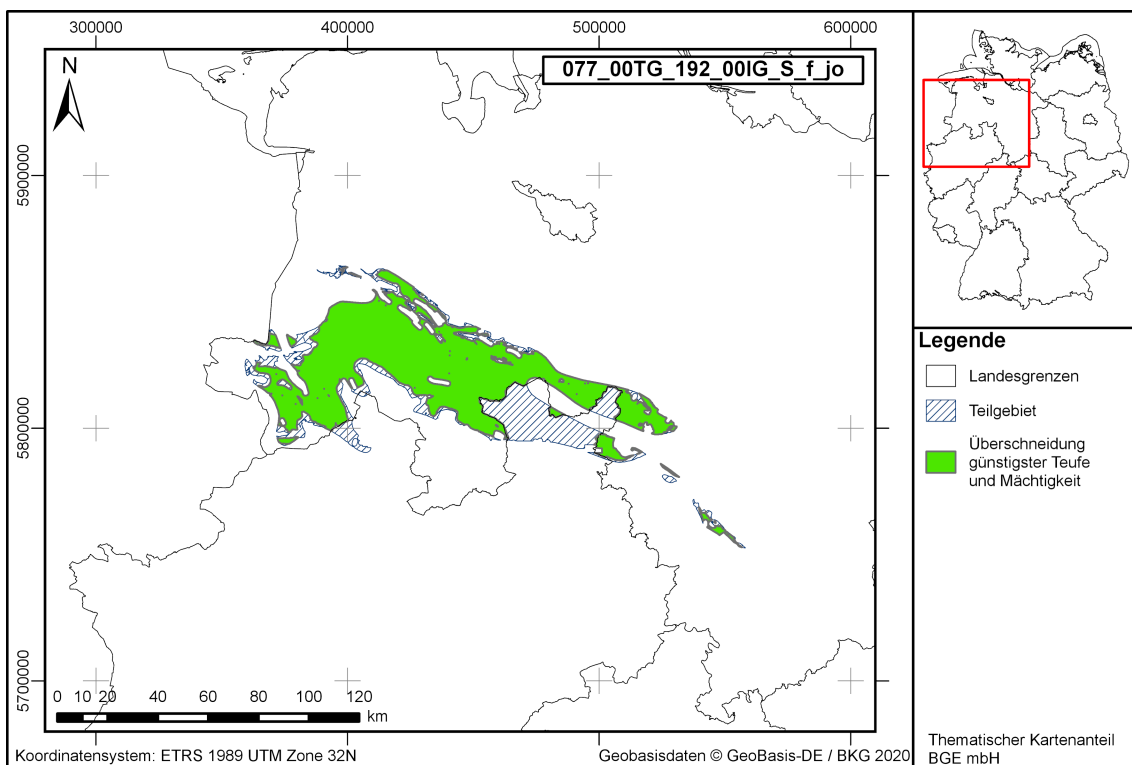 300000 400000 500000 600000
077_00TG_192_00IG_S_f_jo
N
5900000
5800000
5700000
0 10 20 40 60 80 100 120
km
Koordinatensystem: ETRS 1989 UTM Zone 32N
Geobasisdaten © GeoBasis-DE / BKG 2020
Legende
Landesgrenzen
Teilgebiet
Überschneidung
günstigster Teufe
und Mächtigkeit
Thematischer Kartenanteil
BGE mbH